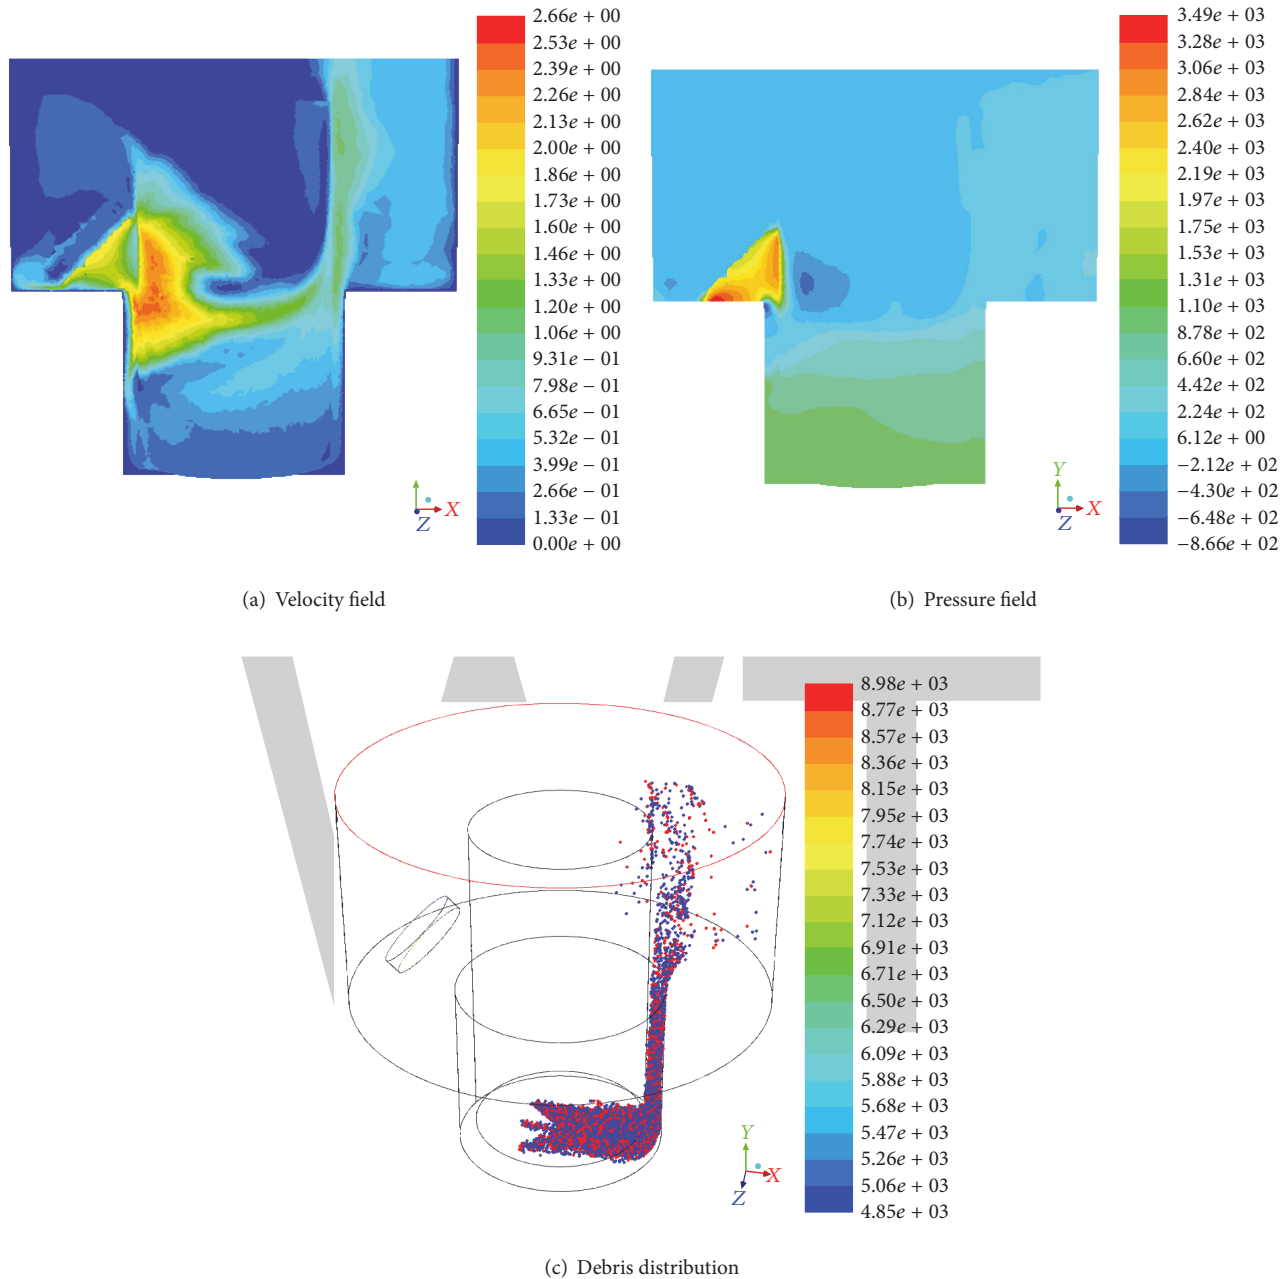 2.66e + 00
2.53e + 00
2.39e + 00
2.26e + 00
2.13e + 00
2.00e + 00
1.86e + 00
1.73e + 00
1.60e + 00
1.46e + 00
1.33e + 00
1.20e + 00
1.06e + 00
9.31e − 01
7.98e − 01
6.65e − 01
5.32e − 01
3.99e − 01
2.66e − 01
1.33e − 01
0.00e + 00
X
Z
(a) Velocity field
3.49e + 03
3.28e + 03
3.06e + 03
2.84e + 03
2.62e + 03
2.40e + 03
2.19e + 03
1.97e + 03
1.75e + 03
1.53e + 03
1.31e + 03
1.10e + 03
8.78e + 02
6.60e + 02
4.42e + 02
2.24e + 02
6.12e + 00
−2.12e + 02
−4.30e + 02
−6.48e + 02
−8.66e + 02
Y
X
Z
(b) Pressure field
8.98e + 03
8.77e + 03
8.57e + 03
8.36e + 03
8.15e + 03
7.95e + 03
7.74e + 03
7.53e + 03
7.33e + 03
7.12e + 03
6.91e + 03
6.71e + 03
6.50e + 03
6.29e + 03
6.09e + 03
5.88e + 03
5.68e + 03
5.47e + 03
5.26e + 03
5.06e + 03
4.85e + 03
Y
X
Z
(c) Debris distribution